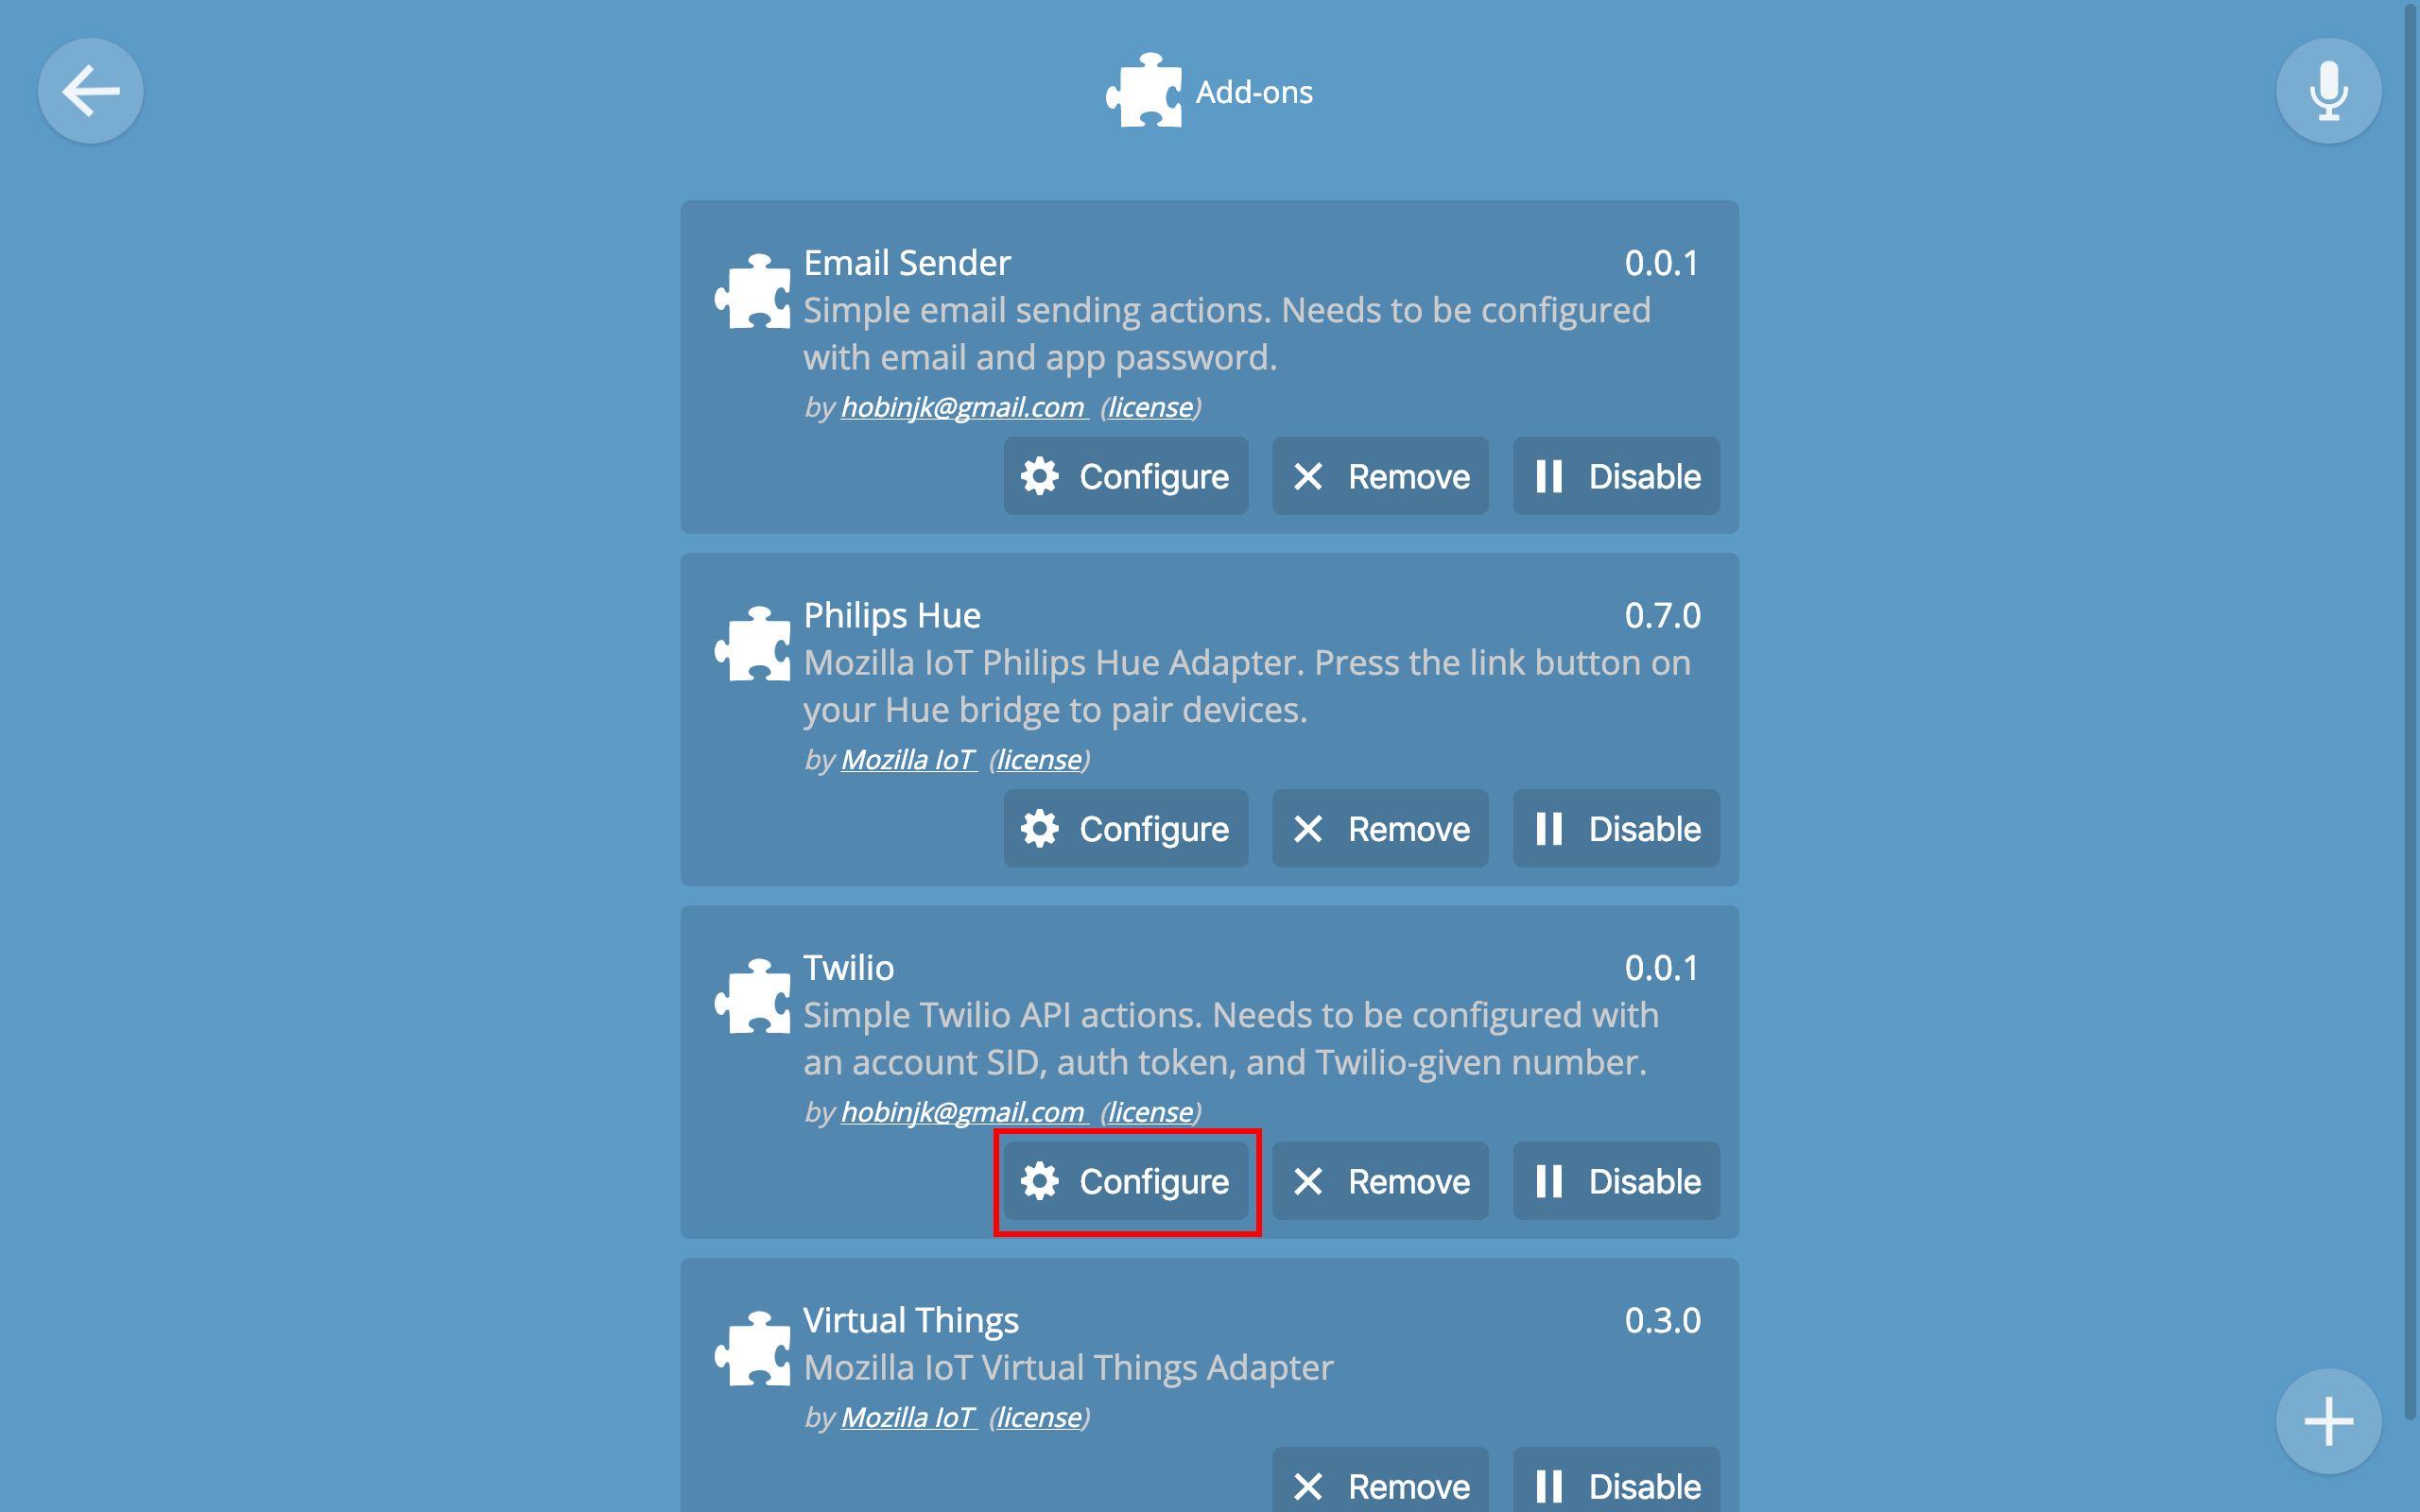 Add-ons
Email Sender 0.0.1
Simple email sending actions. Needs to be configured
with email and app password.
by hobinjk@gmail.com (license)
Configure Remove Disable
Philips Hue 0.7.0
Mozilla IoT Philips Hue Adapter. Press the link button on
your Hue bridge to pair devices.
by Mozilla IoT (license)
Configure Remove Disable
Twilio 0.0.1
Simple Twilio API actions. Needs to be configured with
an account SID, auth token, and Twilio-given number.
by hobinjk@gmail.com (license)
Configure Remove Disable
Virtual Things 0.3.0
Mozilla IoT Virtual Things Adapter
by Mozilla IoT (license)
Remove Disable